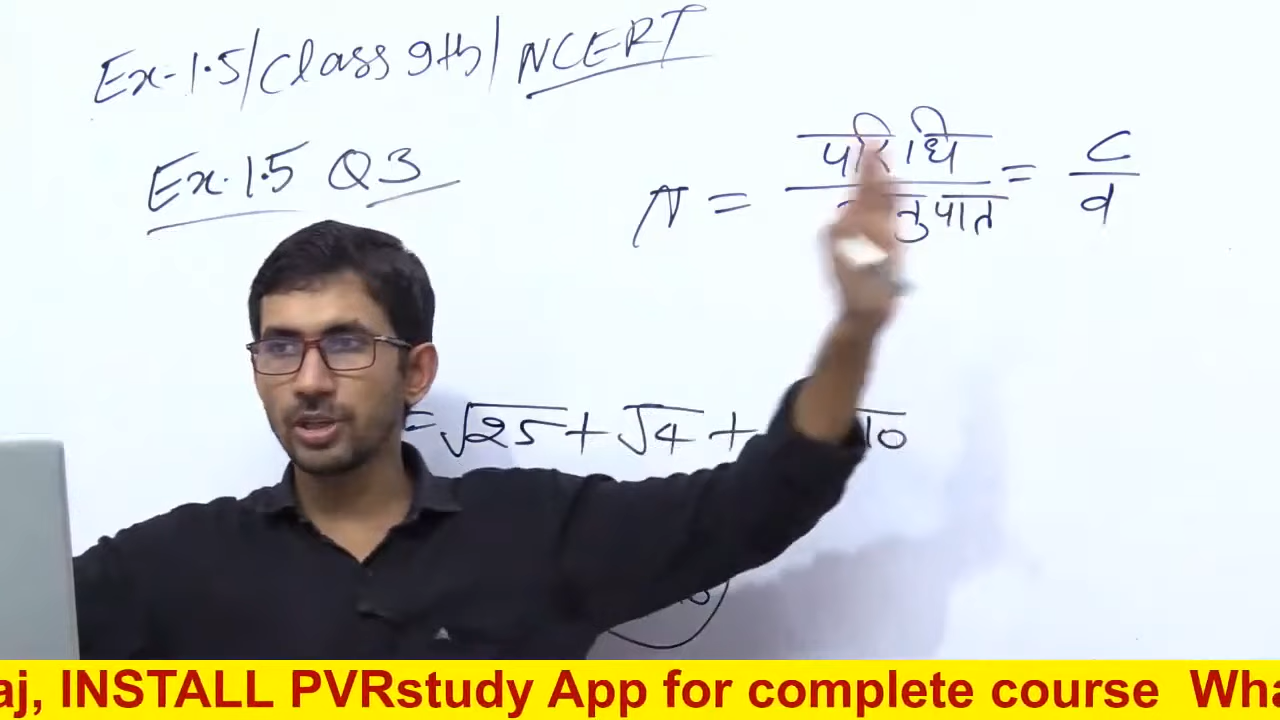 Ex-1.5/Class 9th/NCERT
Ex. 1.5 Q3
π = परिधि = C
नुपात d
= √25 + √4 + 10
aj, INSTALL PVRstudy App for complete course Wha